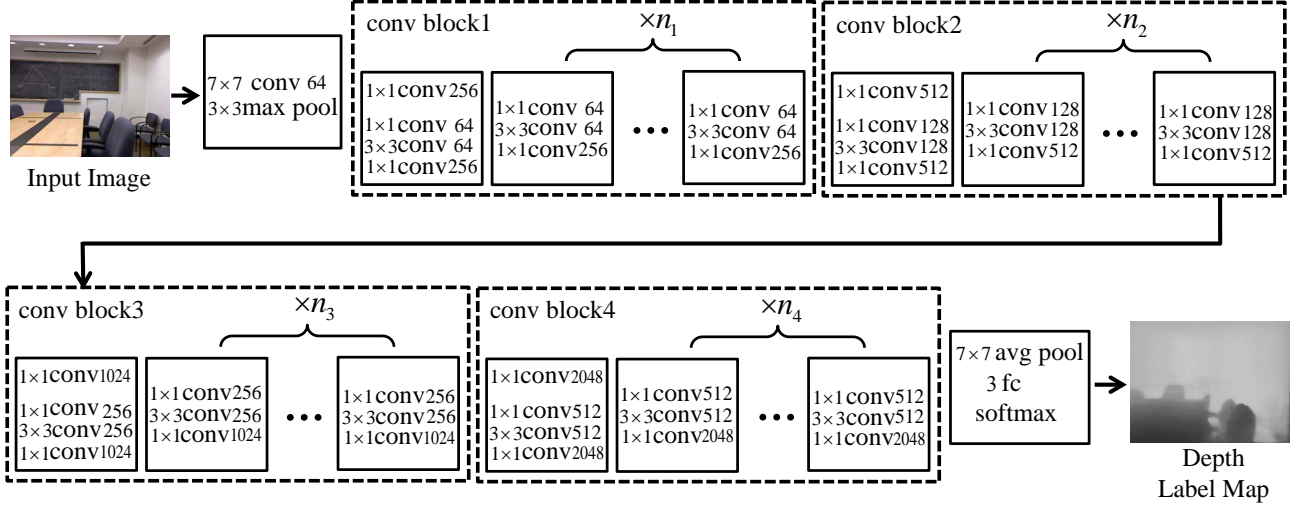 conv block1
×n1
conv block2
×n2
7×7 conv 64
3×3max pool
1×1conv256
1×1conv 64
3×3conv 64
1×1conv256
1×1conv 64
3×3conv 64
1×1conv256
•••
1×1conv 64
3×3conv 64
1×1conv256
1×1conv512
1×1conv128
3×3conv128
1×1conv512
1×1conv128
3×3conv128
1×1conv512
•••
1×1conv128
3×3conv128
1×1conv512
Input Image
conv block3
×n3
conv block4
×n4
1×1conv1024
1×1conv 256
3×3conv256
1×1conv1024
1×1conv256
3×3conv256
1×1conv1024
•••
1×1conv256
3×3conv256
1×1conv1024
1×1conv2048
1×1conv512
3×3conv512
1×1conv2048
1×1conv512
3×3conv512
1×1conv2048
•••
1×1conv512
3×3conv512
1×1conv2048
7×7 avg pool
3 fc
softmax
Depth
Label Map